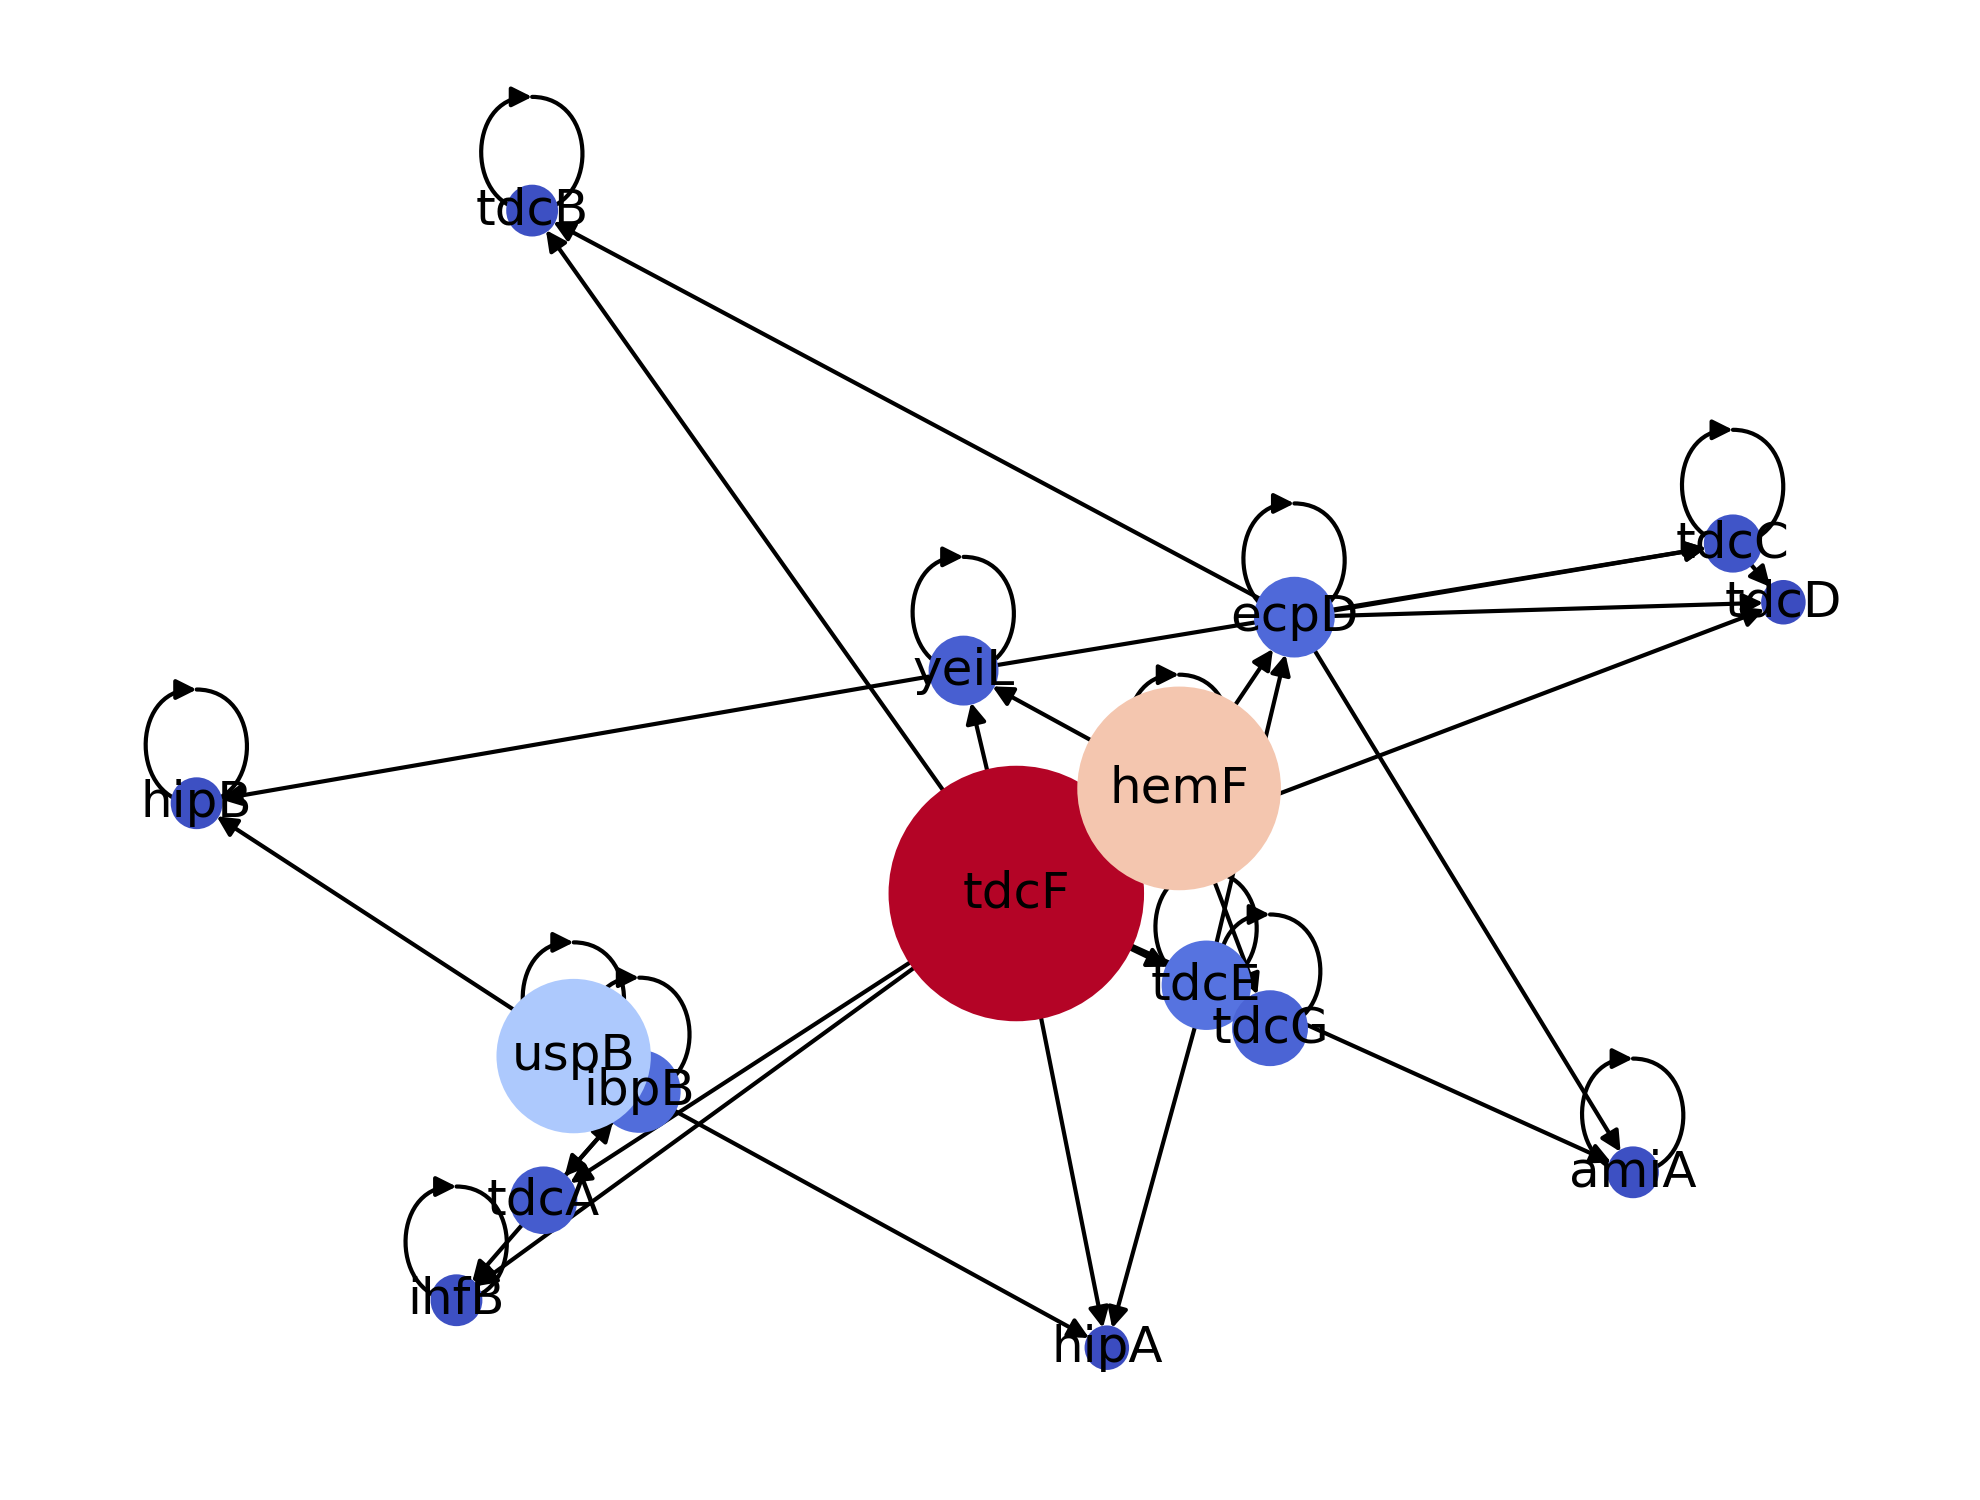 tdcB
tdcC
tdcD
ecpD
yeiL
hemF
hipB
tdcF
tdcE
tdcG
uspB
ibpB
amiA
tdcA
ihfB
hipA